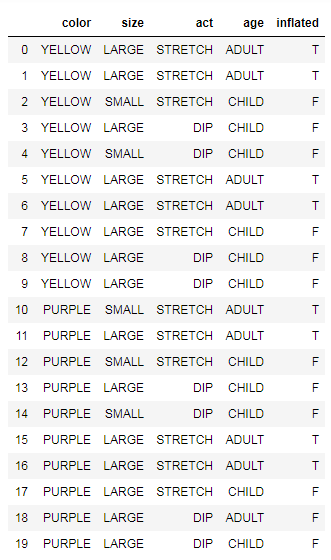 color size act age inflated
0 YELLOW LARGE STRETCH ADULT T
1 YELLOW LARGE STRETCH ADULT T
2 YELLOW SMALL STRETCH CHILD F
3 YELLOW LARGE DIP CHILD F
4 YELLOW SMALL DIP CHILD F
5 YELLOW LARGE STRETCH ADULT T
6 YELLOW LARGE STRETCH ADULT T
7 YELLOW LARGE STRETCH CHILD F
8 YELLOW LARGE DIP CHILD F
9 YELLOW LARGE DIP CHILD F
10 PURPLE SMALL STRETCH ADULT T
11 PURPLE LARGE STRETCH ADULT T
12 PURPLE SMALL STRETCH CHILD F
13 PURPLE LARGE DIP CHILD F
14 PURPLE SMALL DIP CHILD F
15 PURPLE LARGE STRETCH ADULT T
16 PURPLE LARGE STRETCH ADULT T
17 PURPLE LARGE STRETCH CHILD F
18 PURPLE LARGE DIP ADULT F
19 PURPLE LARGE DIP CHILD F